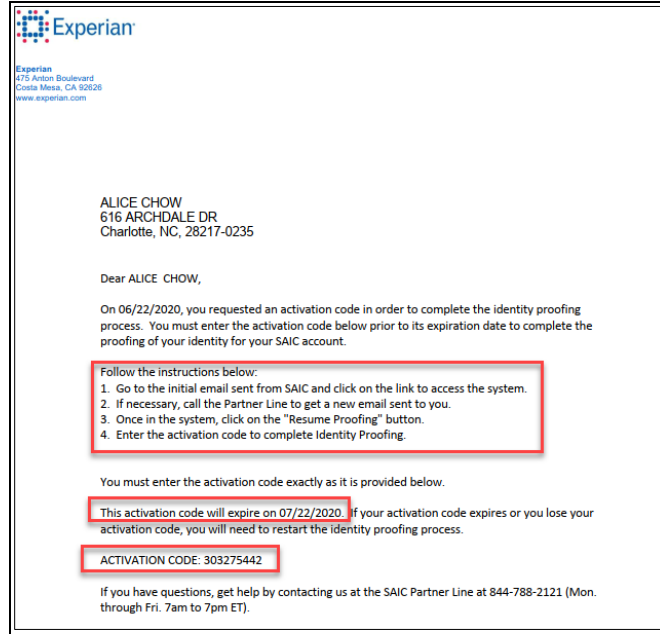 Experian
Experian
475 Anton Boulevard
Costa Mesa, CA 92626
www.experian.com
ALICE CHOW
616 ARCHDALE DR
Charlotte, NC, 28217-0235
Dear ALICE CHOW,
On 06/22/2020, you requested an activation code in order to complete the identity proofing
process. You must enter the activation code below prior to its expiration date to complete the
proofing of your identity for your SAIC account.
Follow the instructions below:
1. Go to the initial email sent from SAIC and click on the link to access the system.
2. If necessary, call the Partner Line to get a new email sent to you.
3. Once in the system, click on the "Resume Proofing" button.
4. Enter the activation code to complete Identity Proofing.
You must enter the activation code exactly as it is provided below.
This activation code will expire on 07/22/2020. If your activation code expires or you lose your
activation code, you will need to restart the identity proofing process.
ACTIVATION CODE: 303275442
If you have questions, get help by contacting us at the SAIC Partner Line at 844-788-2121 (Mon.
through Fri. 7am to 7pm ET).